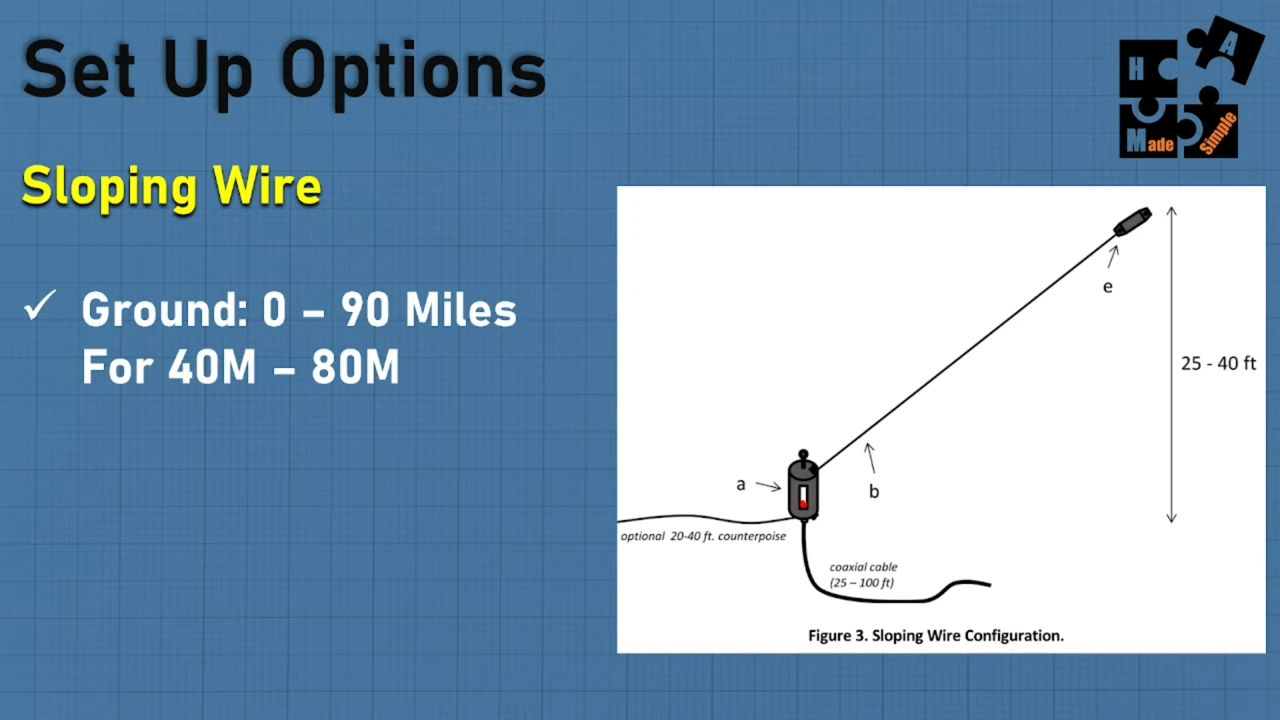 Set Up Options
H
A
Made
Simple
Sloping Wire
✓ Ground: 0 – 90 Miles
For 40M – 80M
e
25 - 40 ft
a
b
optional 20-40 ft. counterpoise
coaxial cable
(25 – 100 ft)
Figure 3. Sloping Wire Configuration.